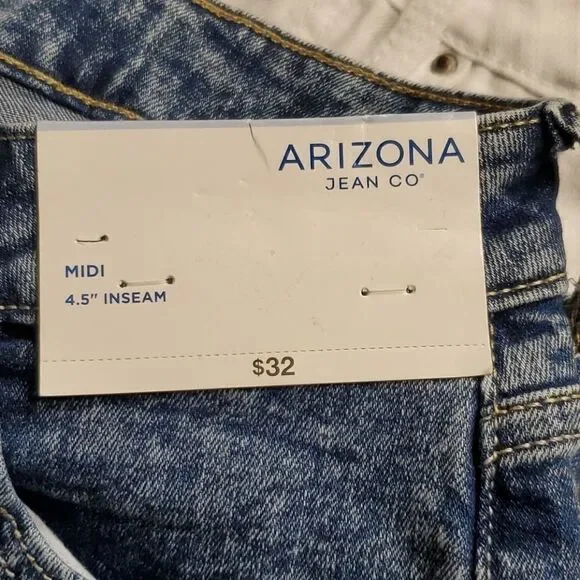 ARIZONA
JEAN CO®
MIDI
4.5" INSEAM
$32